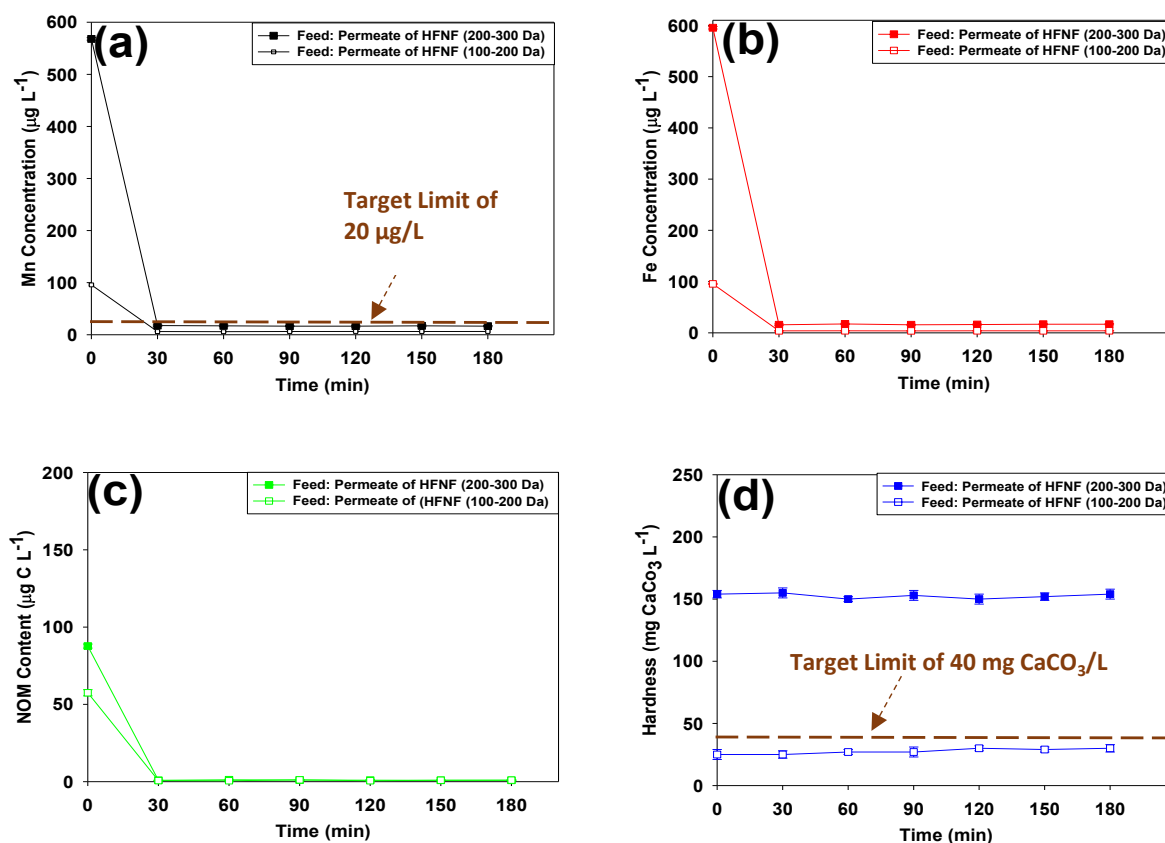 (a)
Feed: Permeate of HFNF (200-300 Da)
Feed: Permeate of HFNF (100-200 Da)
Mn Concentration (µg L⁻¹)
600
500
400
300
200
100
0
Target Limit of
20 µg/L
0 30 60 90 120 150 180
Time (min)
(b)
Feed: Permeate of HFNF (200-300 Da)
Feed: Permeate of HFNF (100-200 Da)
Fe Concentration (µg L⁻¹)
600
500
400
300
200
100
0
0 30 60 90 120 150 180
Time (min)
(c)
Feed: Permeate of HFNF (200-300 Da)
Feed: Permeate of (HFNF (100-200 Da)
NOM Content (µg C L⁻¹)
200
150
100
50
0
0 30 60 90 120 150 180
Time (min)
(d)
Feed: Permeate of HFNF (200-300 Da)
Feed: Permeate of HFNF (100-200 Da)
Hardness (mg CaCo₃ L⁻¹)
250
200
150
100
50
0
Target Limit of 40 mg CaCO₃/L
0 30 60 90 120 150 180
Time (min)